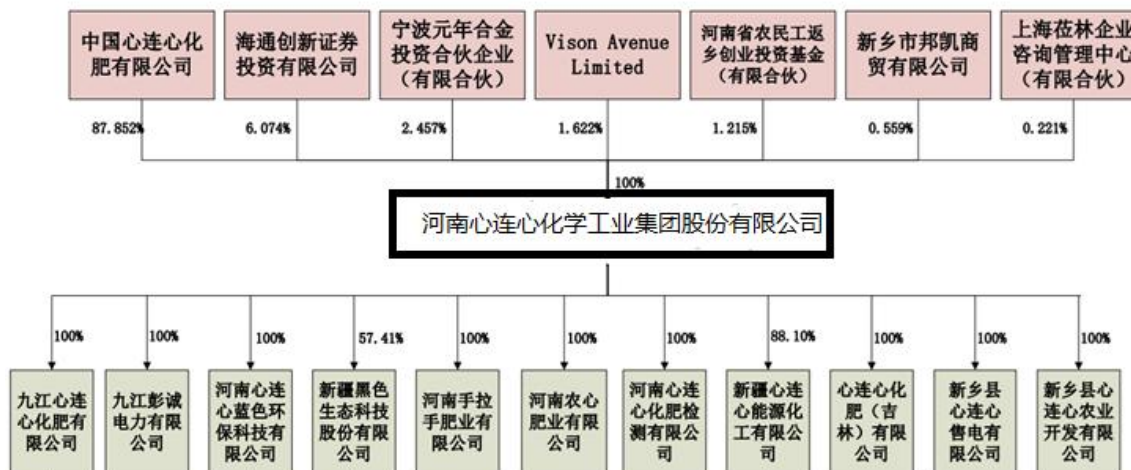 中国心连心化
肥有限公司
海通创新证券
投资有限公司
宁波元年合金
投资合伙企业
（有限合伙）
Vison Avenue
Limited
河南省农民工返
乡创业投资基金
（有限合伙）
新乡市邦凯商
贸有限公司
上海莅林企业
咨询管理中心
（有限合伙）
87.852%
6.074%
2.457%
1.622%
1.215%
0.559%
0.221%
100%
河南心连心化学工业集团股份有限公司
100%
100%
100%
57.41%
100%
100%
100%
88.10%
100%
100%
100%
九江心连
心化肥有
限公司
九江彭诚
电力有限
公司
河南心连
心蓝色环
保科技有
限公司
新疆黑色
生态科技
股份有限
公司
河南手拉
手肥业有
限公司
河南农心
肥业有限
公司
河南心连
心化肥检
测有限公
司
新疆心连
心能源化
工有限公
司
心连心化
肥（吉
林）有限
公司
新乡县
心连心
售电有
限公司
新乡县心
连心农业
开发有限
公司